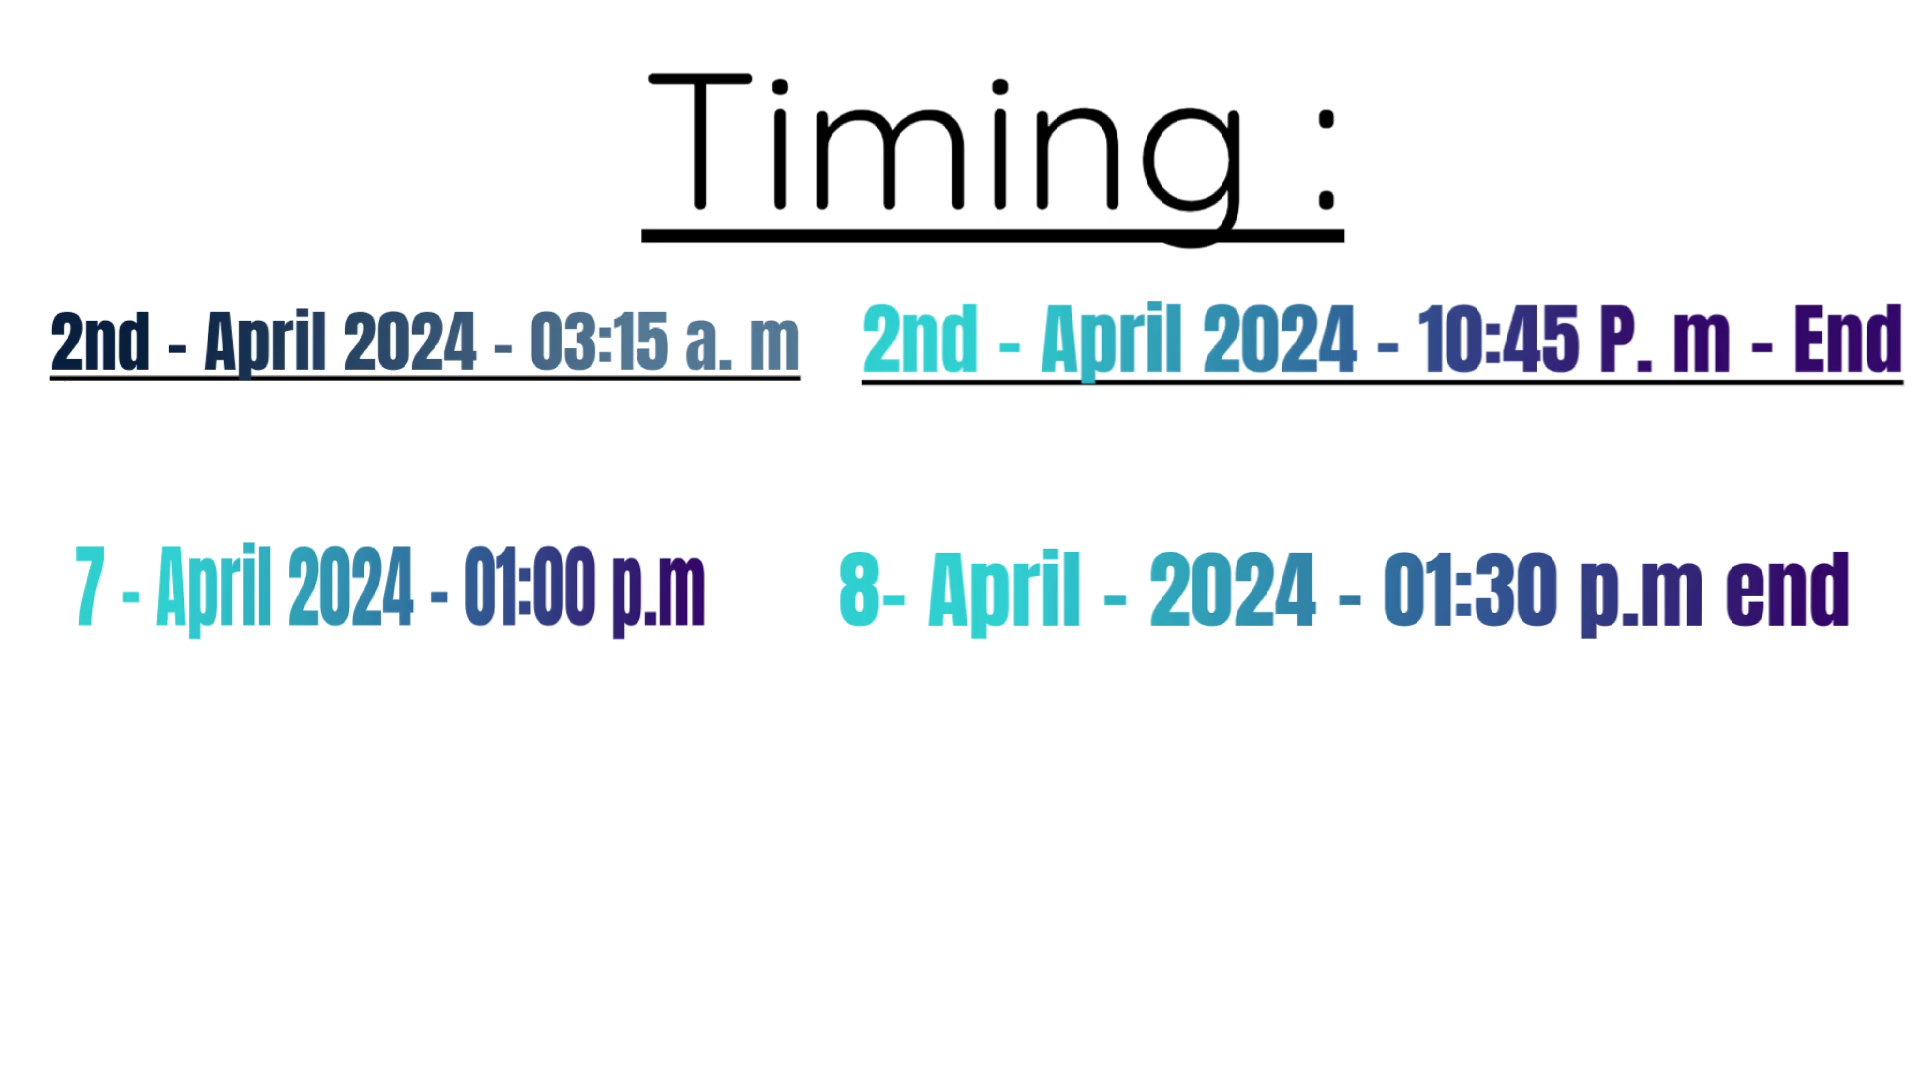 Timing :
2nd - April 2024 - 03:15 a. m
2nd - April 2024 - 10:45 P. m - End
7 - April 2024 - 01:00 p.m
8- April - 2024 - 01:30 p.m end